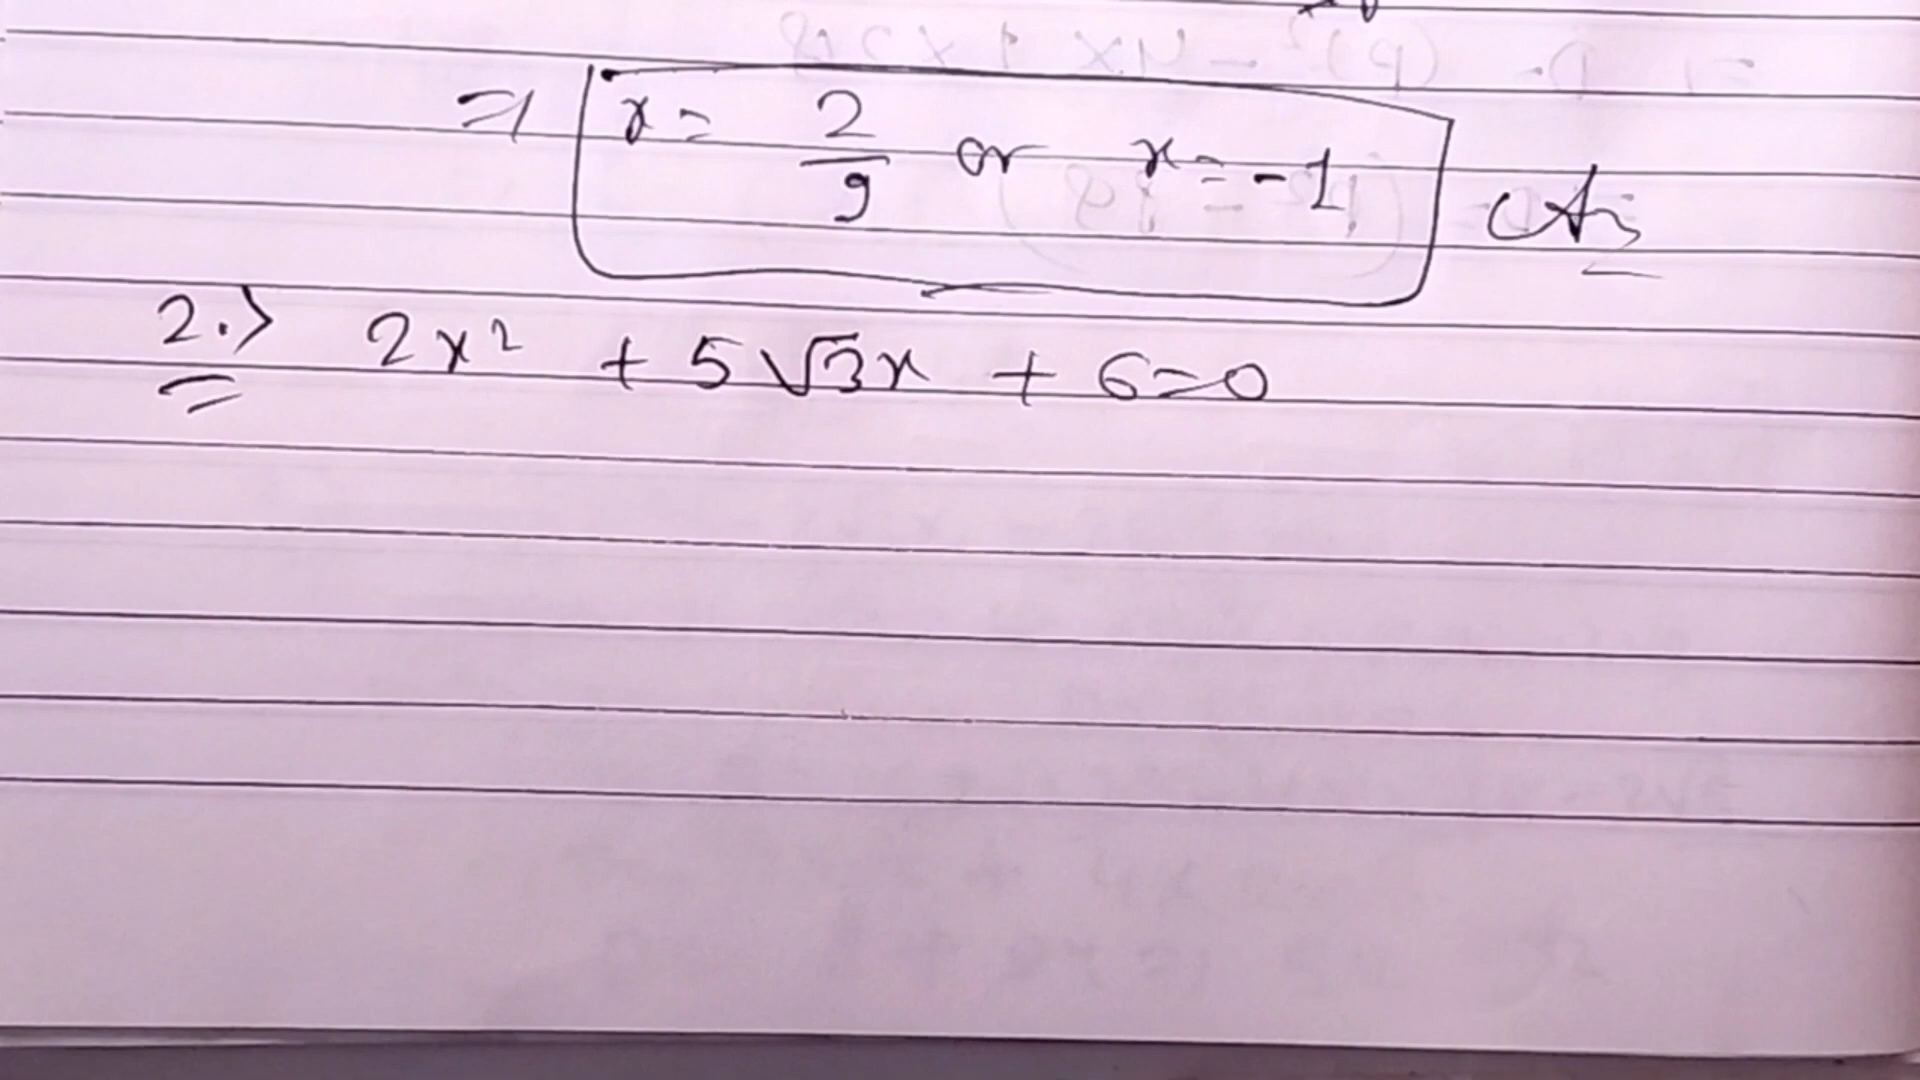 ⇒ x = 2/9 or x = -1 Ans
2.> 2x² + 5√3x + 6=0